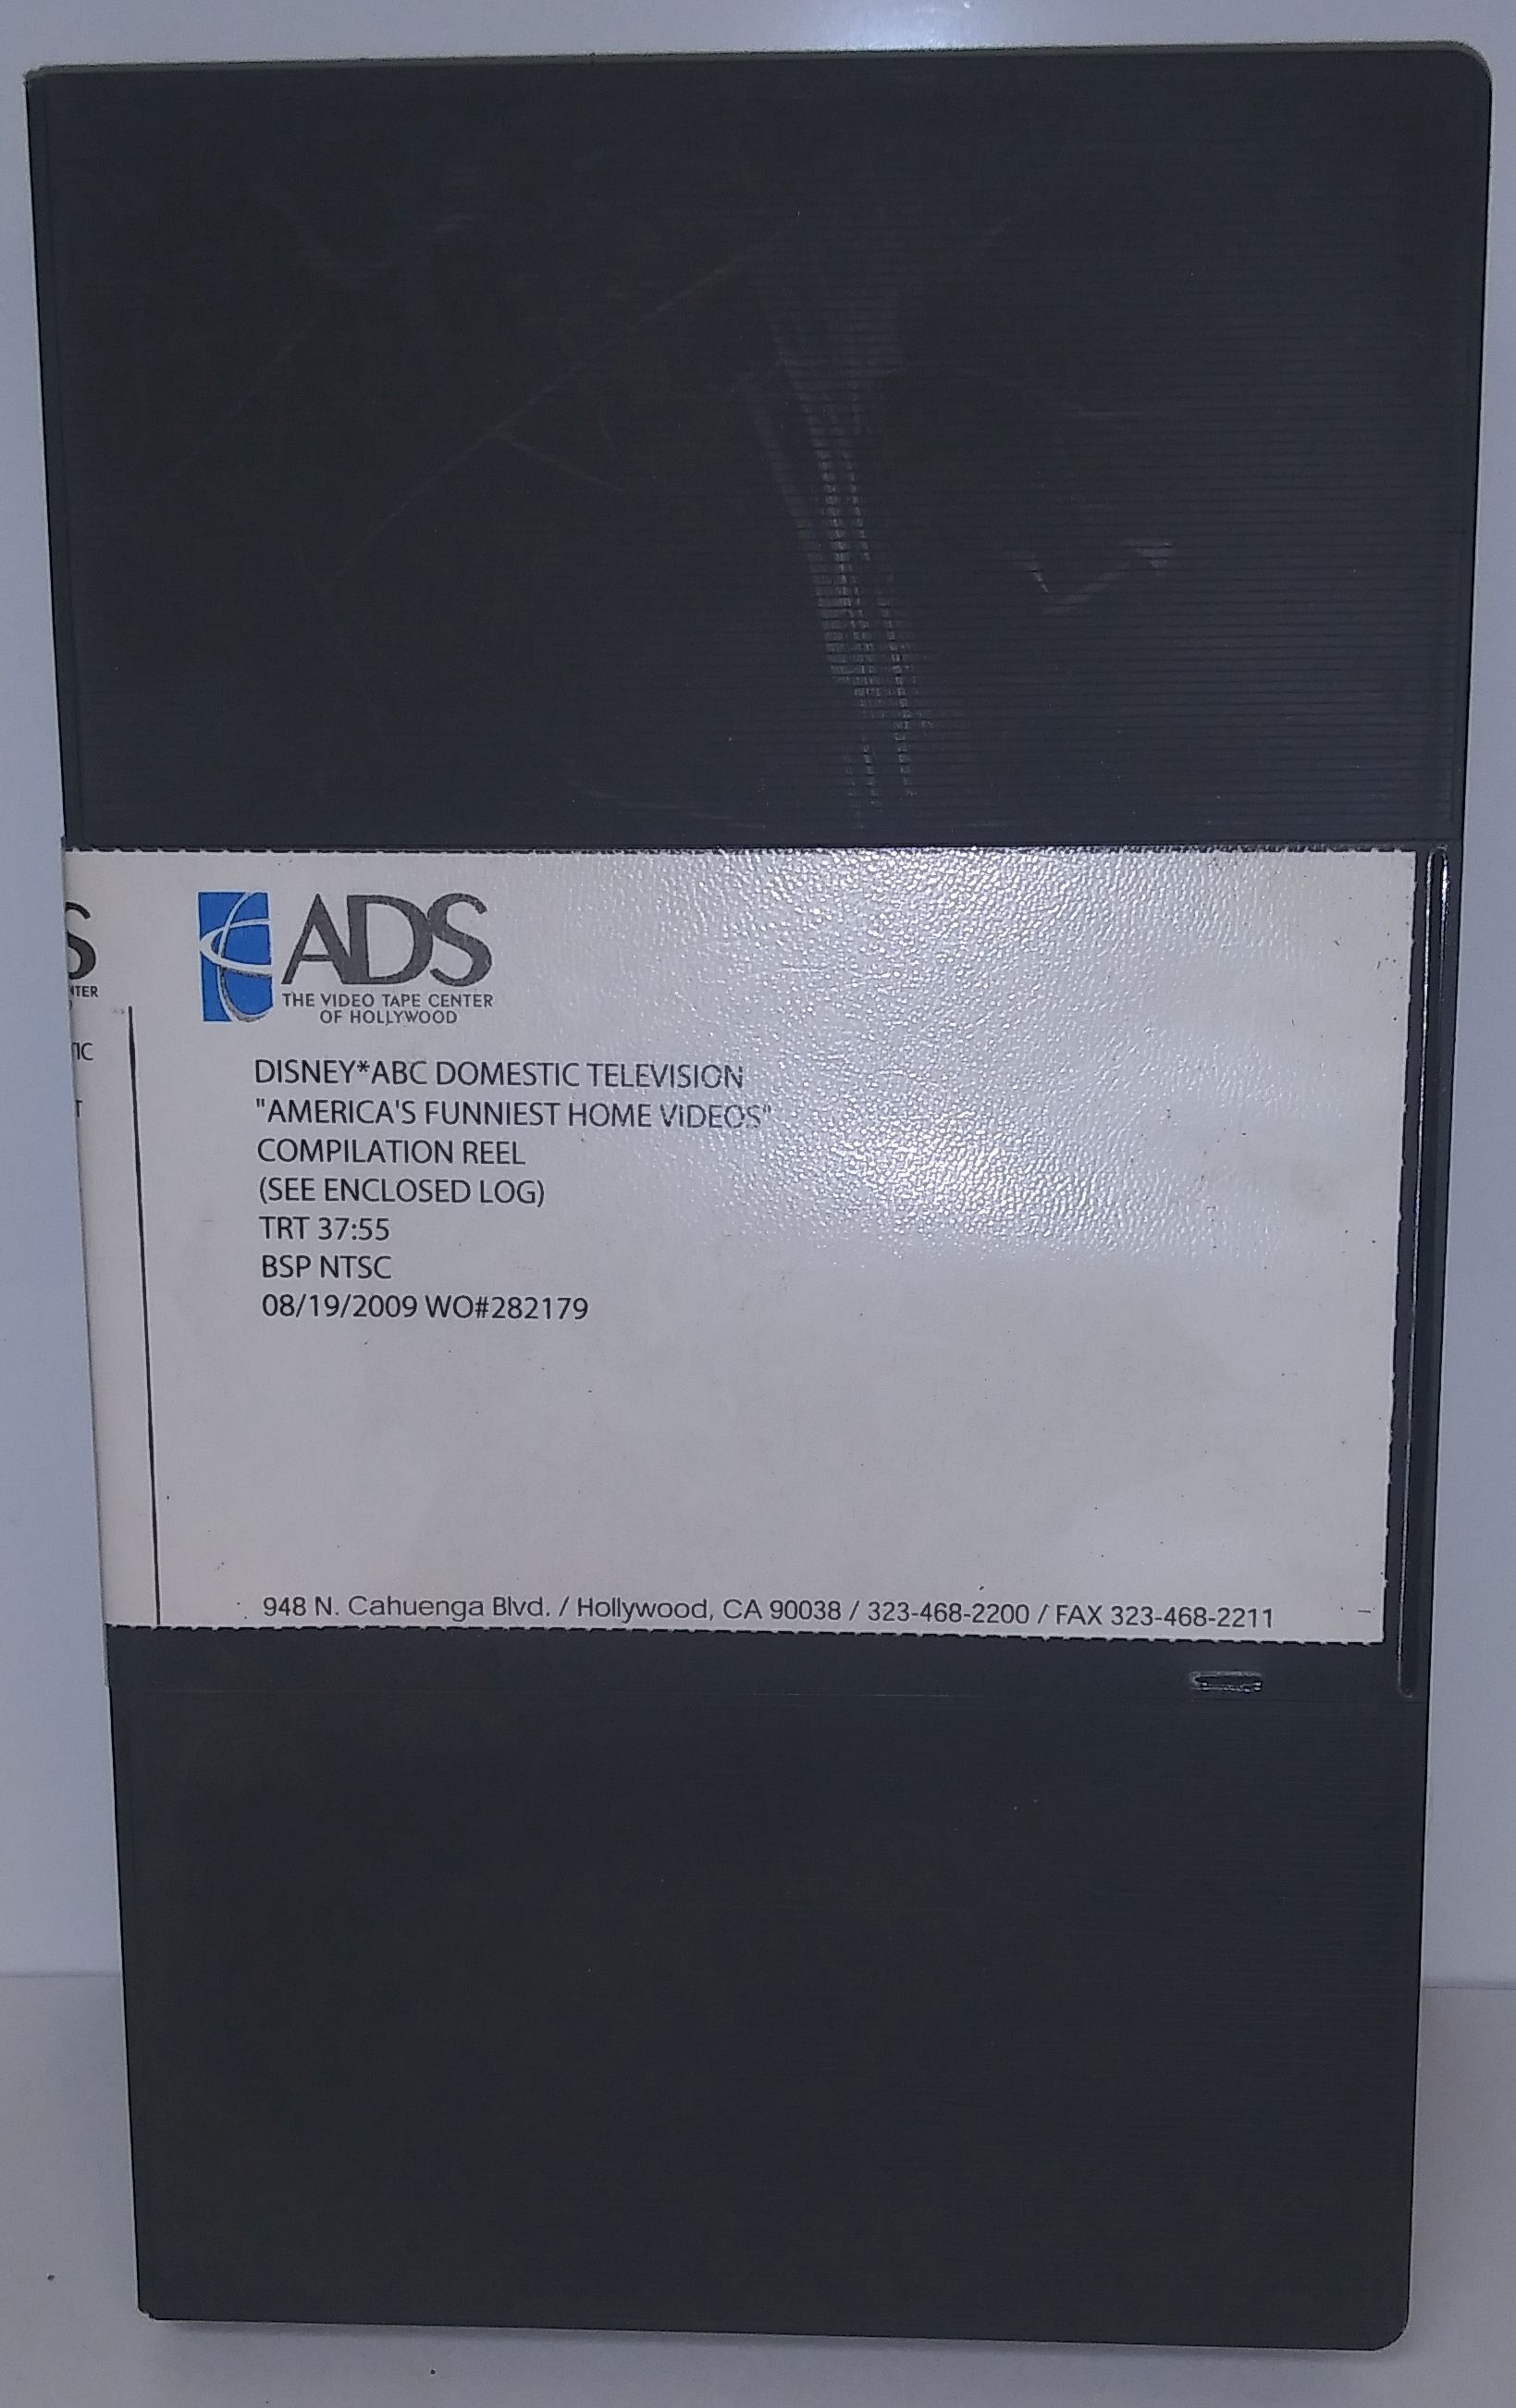 S
NTER
IC
T
ADS
THE VIDEO TAPE CENTER
OF HOLLYWOOD
DISNEY*ABC DOMESTIC TELEVISION
"AMERICA'S FUNNIEST HOME VIDEOS"
COMPILATION REEL
(SEE ENCLOSED LOG)
TRT 37:55
BSP NTSC
08/19/2009 WO#282179
948 N. Cahuenga Blvd. / Hollywood, CA 90038 / 323-468-2200 / FAX 323-468-2211